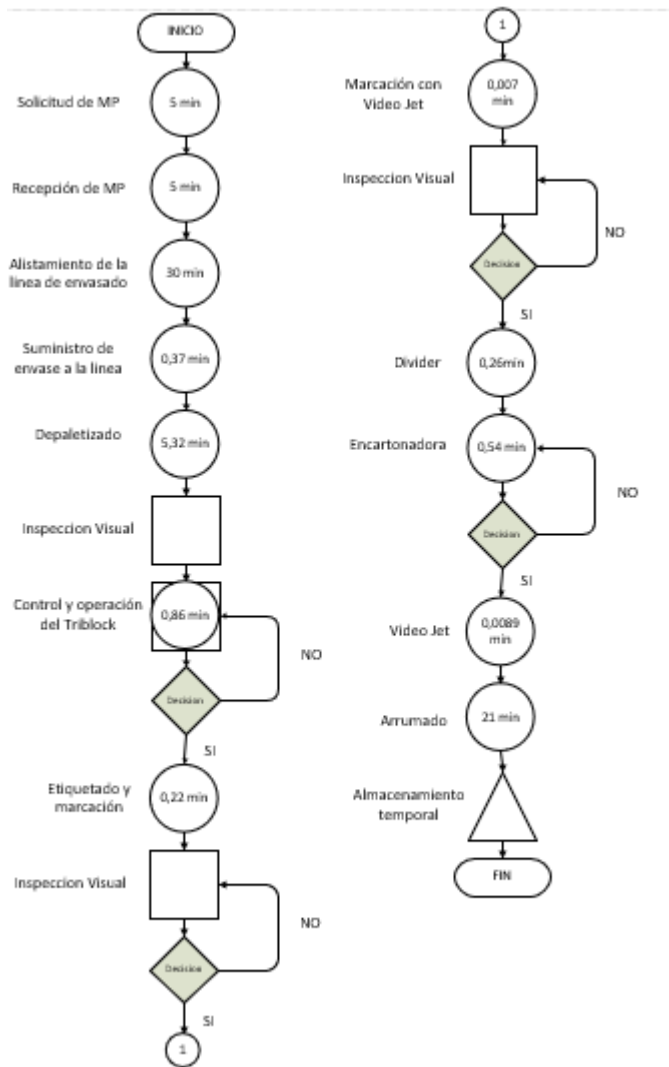 INICIO
Solicitud de MP
5 min
Recepción de MP
5 min
Alistamiento de la
linea de envasado
30 min
Suministro de
envase a la linea
0,37 min
Depaletizado
5,32 min
Inspeccion Visual
Control y operación
del Triblock
0,86 min
NO
Decision
SI
Etiquetado y
marcación
0,22 min
Inspeccion Visual
NO
Decision
SI
1
1
Marcación con
Video Jet
0,007
min
Inspeccion Visual
NO
Decision
SI
Divider
0,26min
Encartonadora
0,54 min
NO
Decision
SI
Video Jet
0,0089
min
Arrumado
21 min
Almacenamiento
temporal
FIN